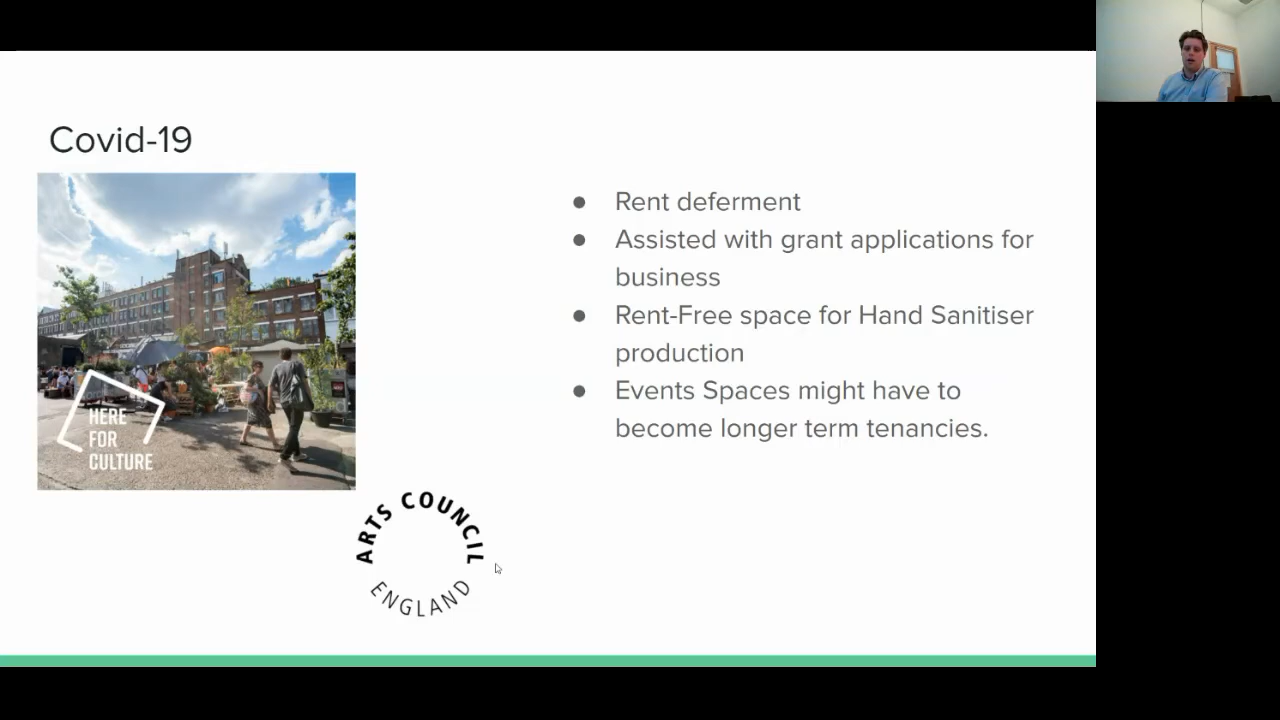 Covid-19
Rent deferment
Assisted with grant applications for
business
Rent-Free space for Hand Sanitiser
production
Events Spaces might have to
become longer term tenancies.
HERE
FOR
CULTURE
ARTS COUNCIL
ENGLAND